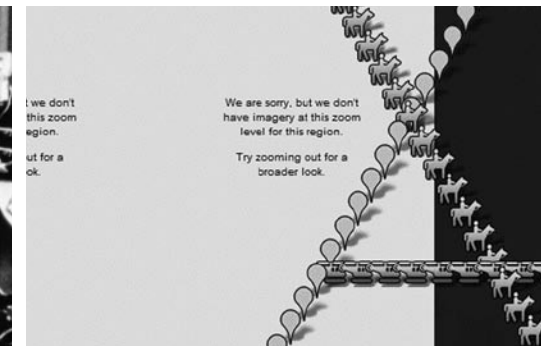 t we don't
this zoom
egion.
out for a
ok.
We are sorry, but we don't
have imagery at this zoom
level for this region.
Try zooming out for a
broader look.